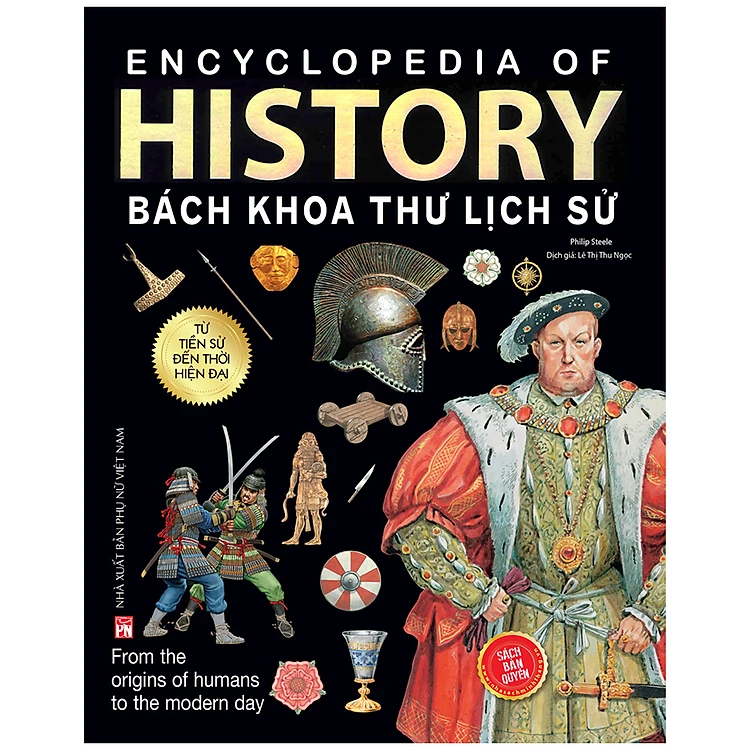 ENCYCLOPEDIA OF
HISTORY
BÁCH KHOA THƯ LỊCH SỬ
Philip Steele
Dịch giả: Lê Thị Thu Ngọc
TỪ
TIỀN SỬ
ĐẾN THỜI
HIỆN ĐẠI
NHÀ XUẤT BẢN PHỤ NỮ VIỆT NAM
PN
From the
origins of humans
to the modern day
SÁCH
BẢN
QUYỀN